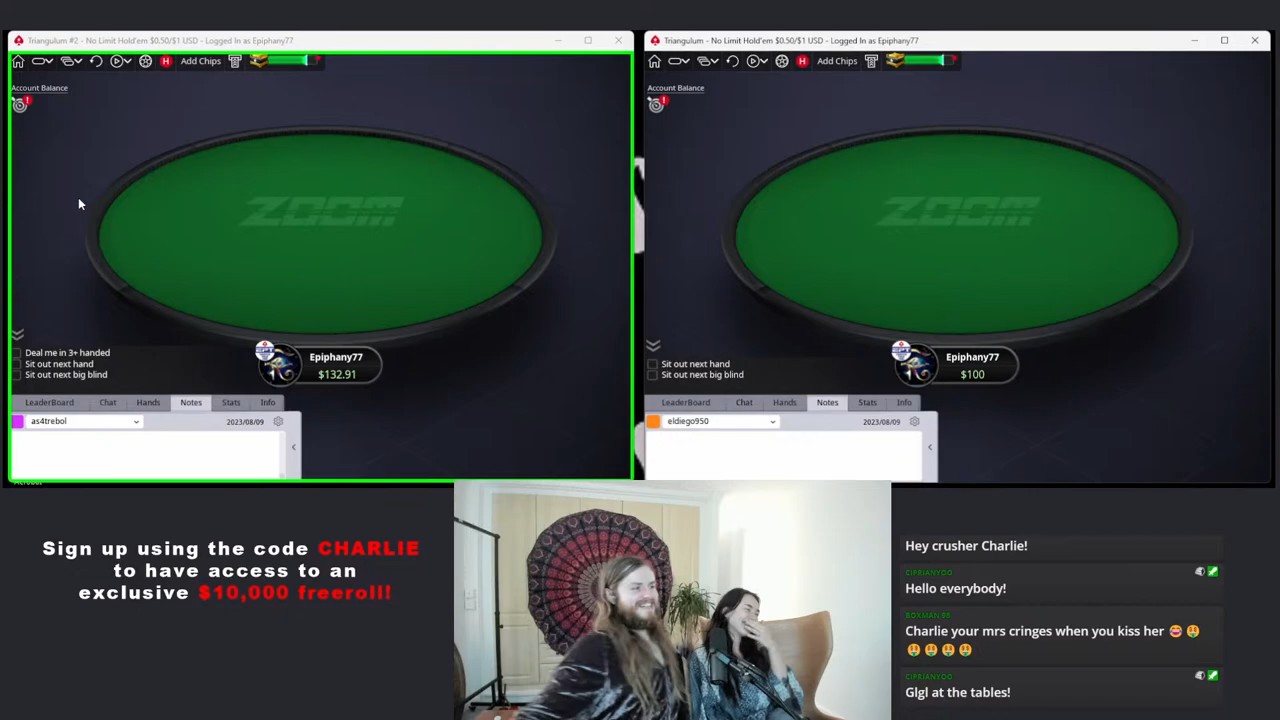 Triangulum #2 - No Limit Hold'em $0.50/$1 USD - Logged In as Epiphany77
H Add Chips
Account Balance
ZOOM
Deal me in 3+ handed
Sit out next hand
Sit out next big blind
EPT
Epiphany77
$132.91
LeaderBoard Chat Hands Notes Stats Info
as4trebol 2023/08/09
Triangulum - No Limit Hold'em $0.50/$1 USD - Logged In as Epiphany77
H Add Chips
Account Balance
ZOOM
Sit out next hand
Sit out next big blind
EPT
Epiphany77
$100
LeaderBoard Chat Hands Notes Stats Info
eldiego950 2023/08/09
Sign up using the code CHARLIE
to have access to an
exclusive $10,000 freeroll!
Hey crusher Charlie!
CIPRIANYOO
Hello everybody!
BOXMAN BR
Charlie your mrs cringes when you kiss her 😅 🤑
🤑 🤑 🤑 🤑
CIPRIANYOO
Glgl at the tables!